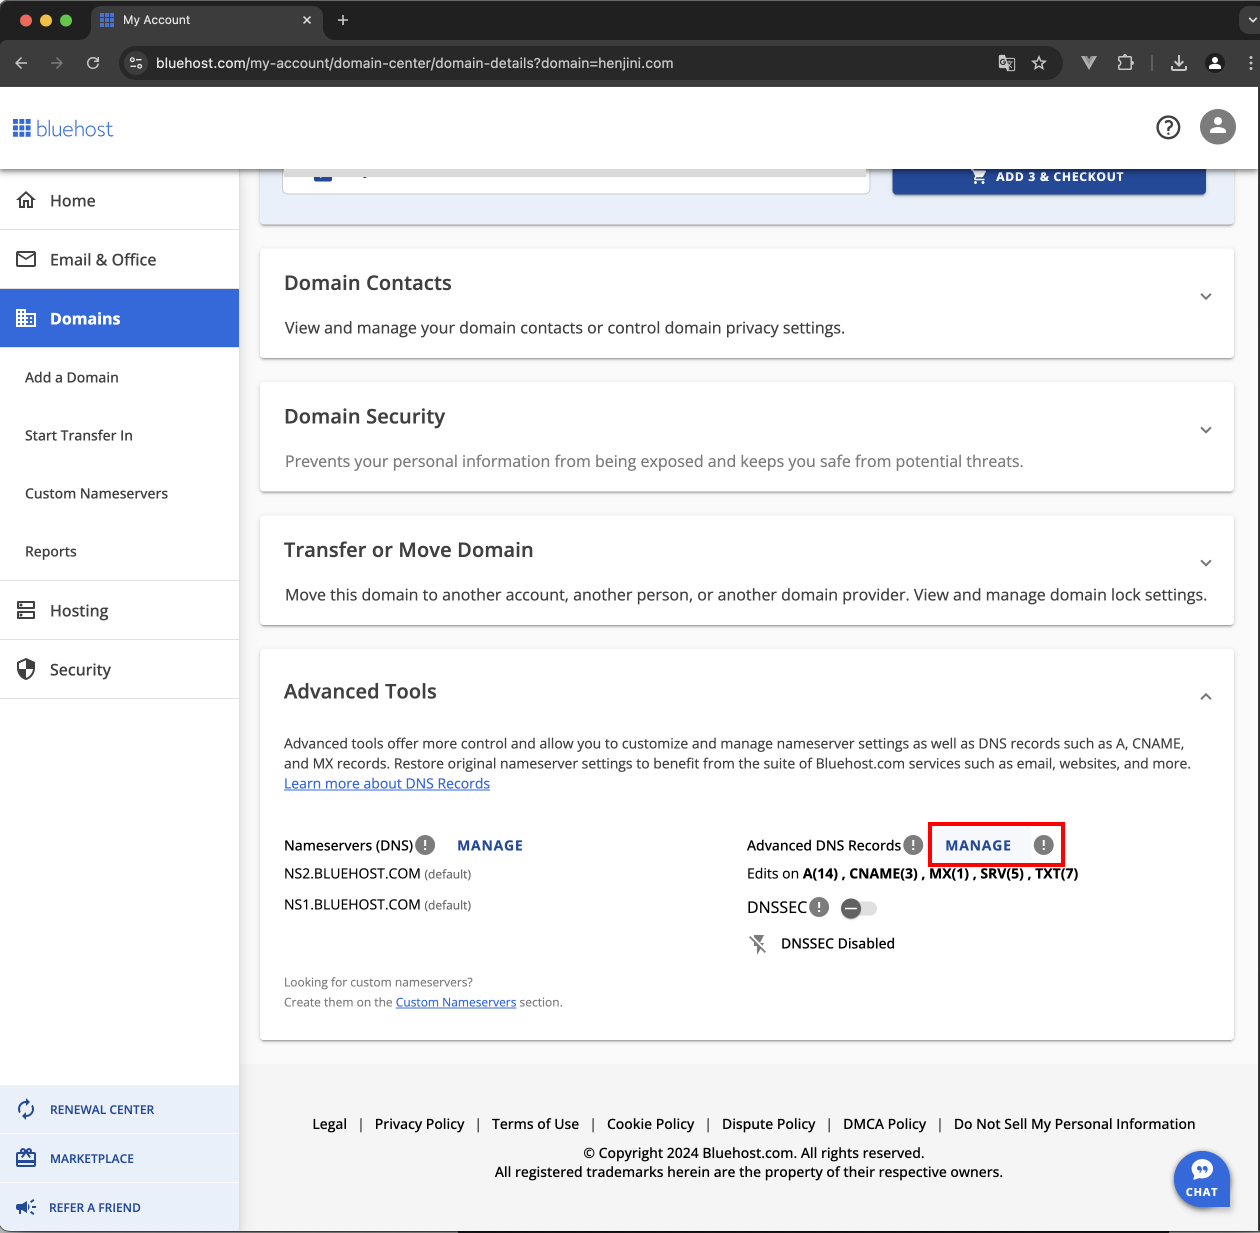 My Account
bluehost.com/my-account/domain-center/domain-details?domain=henjini.com
bluehost
Home
Email & Office
Domains
Add a Domain
Start Transfer In
Custom Nameservers
Reports
Hosting
Security
RENEWAL CENTER
MARKETPLACE
REFER A FRIEND
ADD 3 & CHECKOUT
Domain Contacts
View and manage your domain contacts or control domain privacy settings.
Domain Security
Prevents your personal information from being exposed and keeps you safe from potential threats.
Transfer or Move Domain
Move this domain to another account, another person, or another domain provider. View and manage domain lock settings.
Advanced Tools
Advanced tools offer more control and allow you to customize and manage nameserver settings as well as DNS records such as A, CNAME,
and MX records. Restore original nameserver settings to benefit from the suite of Bluehost.com services such as email, websites, and more.
Learn more about DNS Records
Nameservers (DNS) ! MANAGE
NS2.BLUEHOST.COM (default)
NS1.BLUEHOST.COM (default)
Advanced DNS Records ! MANAGE !
Edits on A(14) , CNAME(3) , MX(1) , SRV(5) , TXT(7)
DNSSEC !
DNSSEC Disabled
Looking for custom nameservers?
Create them on the Custom Nameservers section.
Legal | Privacy Policy | Terms of Use | Cookie Policy | Dispute Policy | DMCA Policy | Do Not Sell My Personal Information
© Copyright 2024 Bluehost.com. All rights reserved.
All registered trademarks herein are the property of their respective owners.
CHAT